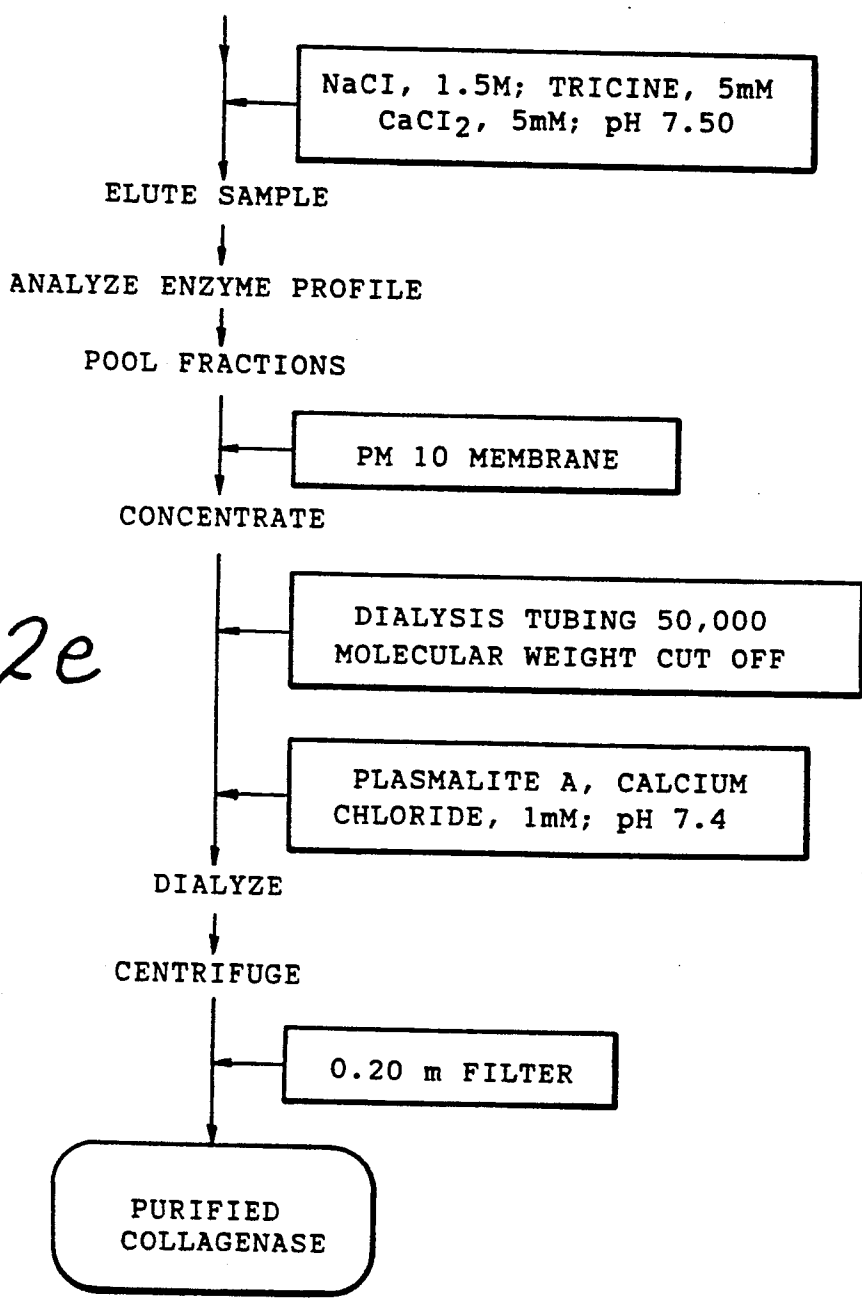 NaCI, 1.5M; TRICINE, 5mM
CaCI2, 5mM; pH 7.50
ELUTE SAMPLE
ANALYZE ENZYME PROFILE
POOL FRACTIONS
PM 10 MEMBRANE
CONCENTRATE
DIALYSIS TUBING 50,000
MOLECULAR WEIGHT CUT OFF
2e
PLASMALITE A, CALCIUM
CHLORIDE, 1mM; pH 7.4
DIALYZE
CENTRIFUGE
0.20 m FILTER
PURIFIED
COLLAGENASE